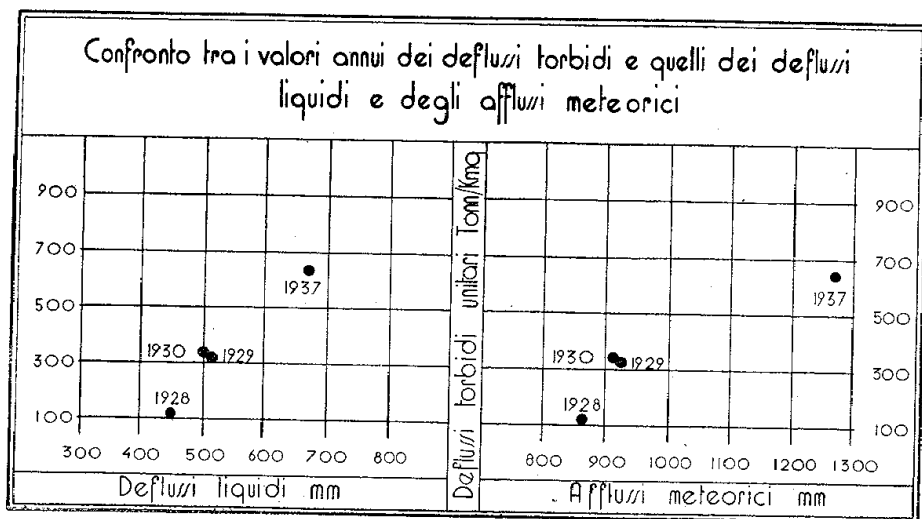 Confronto tra i valori annui dei deflussi torbidi e quelli dei deflussi
liquidi e degli afflussi meteorici
900
700
500
300
100
1937
1930
1929
1928
300 400 500 600 700 800
Deflussi liquidi mm
Deflussi torbidi unitari Tonn/Kmq
1937
1930
1929
1928
900
700
500
300
100
800 900 1000 1100 1200 1300
Afflussi meteorici mm